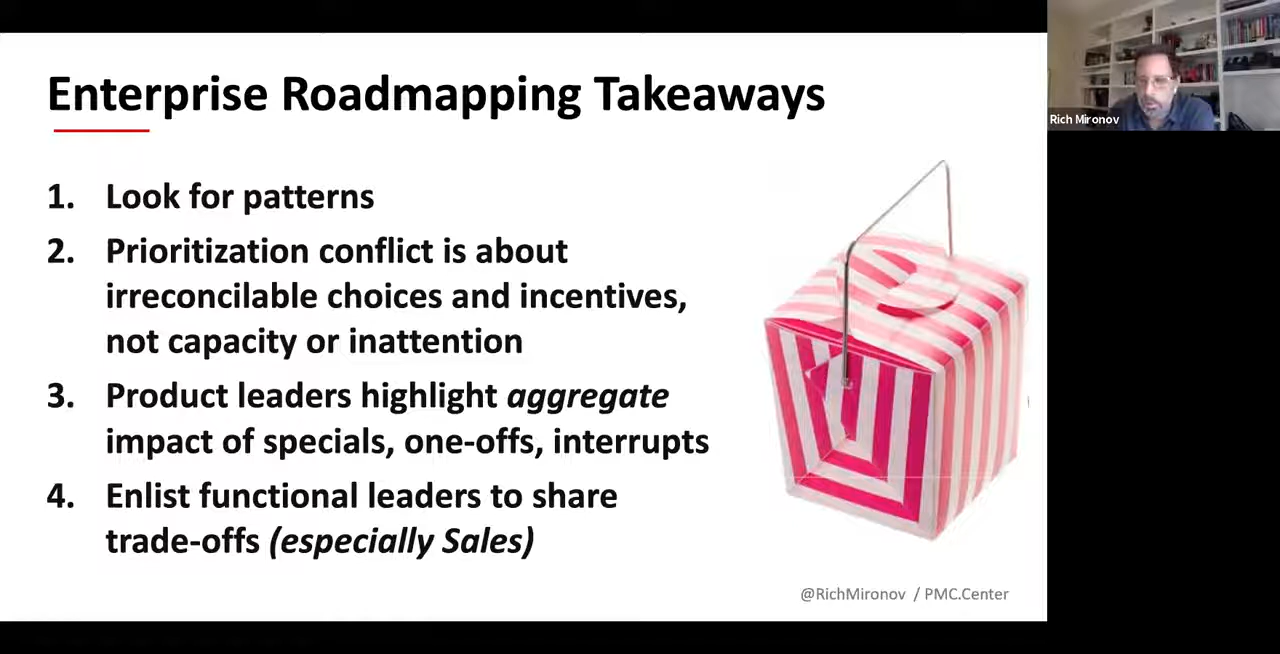 Enterprise Roadmapping Takeaways
1. Look for patterns
2. Prioritization conflict is about
irreconcilable choices and incentives,
not capacity or inattention
3. Product leaders highlight aggregate
impact of specials, one-offs, interrupts
4. Enlist functional leaders to share
trade-offs (especially Sales)
@RichMironov / PMC.Center
Rich Mironov